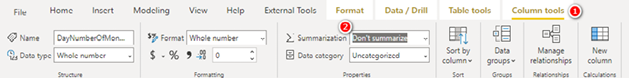 File Home Insert Modeling View Help External Tools Format Data / Drill Table tools Column tools 1
2
Name DayNumberOfMon... Format Whole number Summarization Don't summarize
Data type Whole number $ % 9 .00 0 Data category Uncategorized
Sort by column Data groups Manage relationships New column
Structure Formatting Properties Sort Groups Relationships Calculations